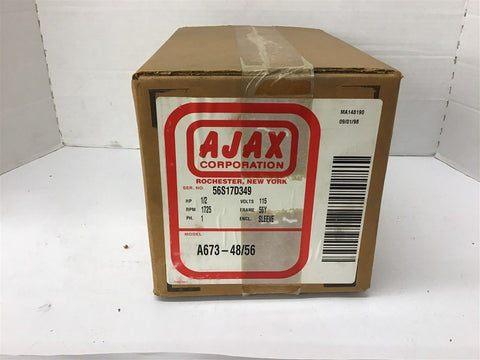 AJAX
CORPORATION
ROCHESTER, NEW YORK
SER. NO. 56S17D349
HP 1/2 VOLTS 115
RPM 1725 FRAME 56Y
PH. 1 ENCL. SLEEVE
MODEL
A673-48/56
MA148190
09/01/98